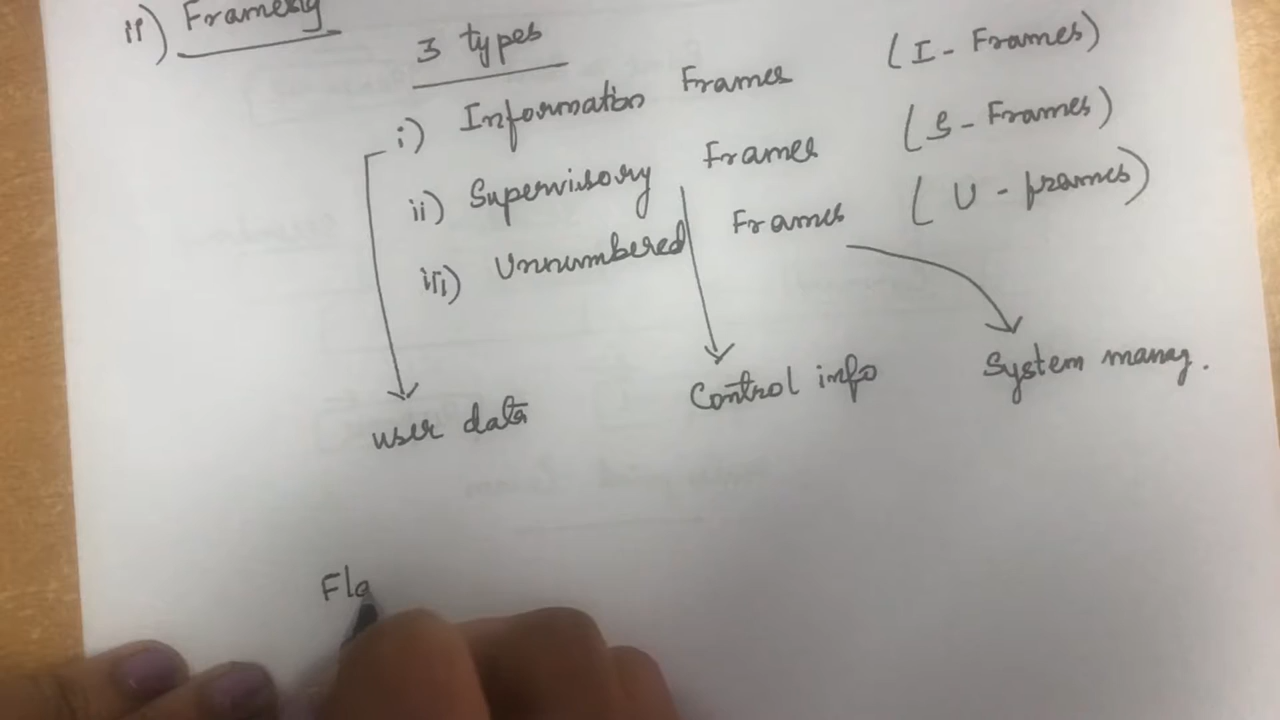 ii) Framing
3 types
i) Information Frames (I - Frames)
ii) Supervisory Frames (S - Frames)
iii) Unnumbered Frames (U - frames)
user data Control info System manag.
Fla